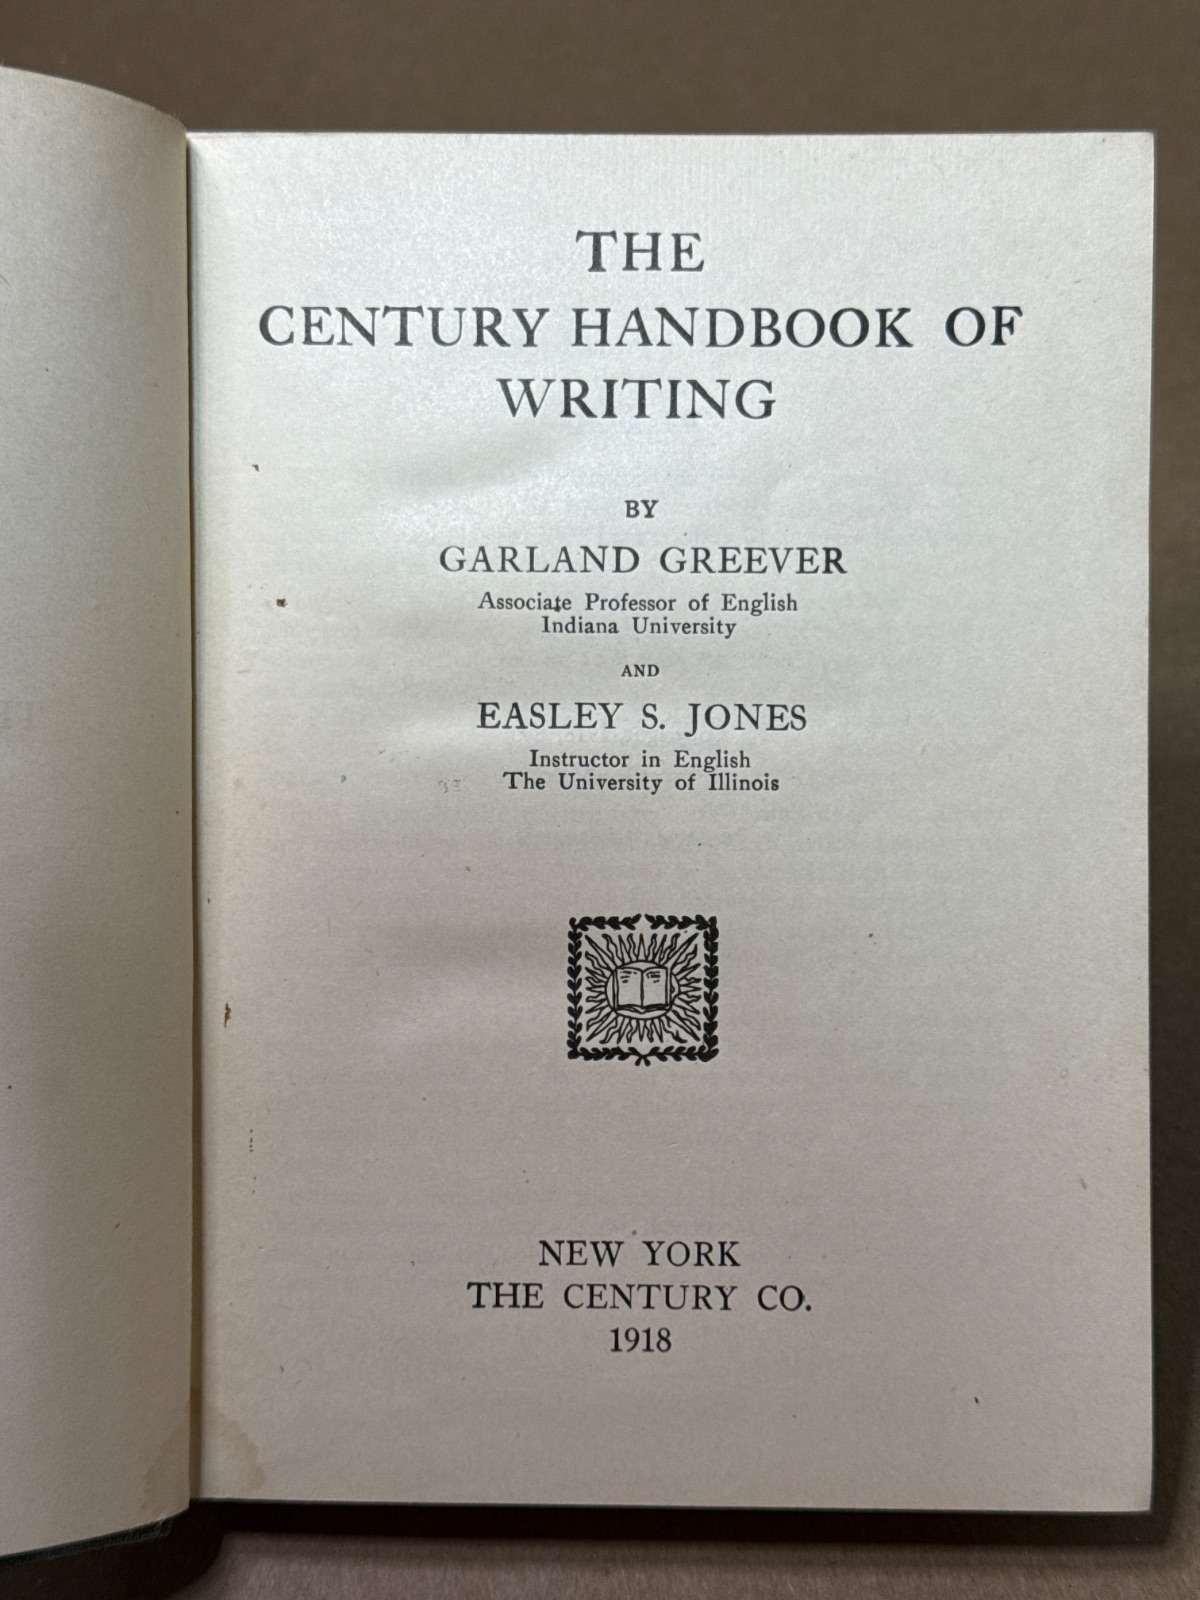 THE
CENTURY HANDBOOK OF
WRITING
BY
GARLAND GREEVER
Associate Professor of English
Indiana University
AND
EASLEY S. JONES
Instructor in English
The University of Illinois
NEW YORK
THE CENTURY CO.
1918